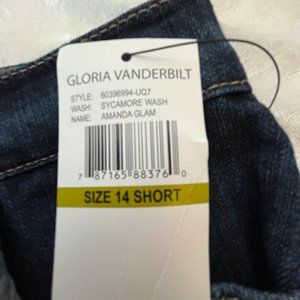 GLORIA VANDERBILT
STYLE: 60396994-UQ7
WASH: SYCAMORE WASH
NAME: AMANDA GLAM
7 87165 88376 0
SIZE 14 SHORT